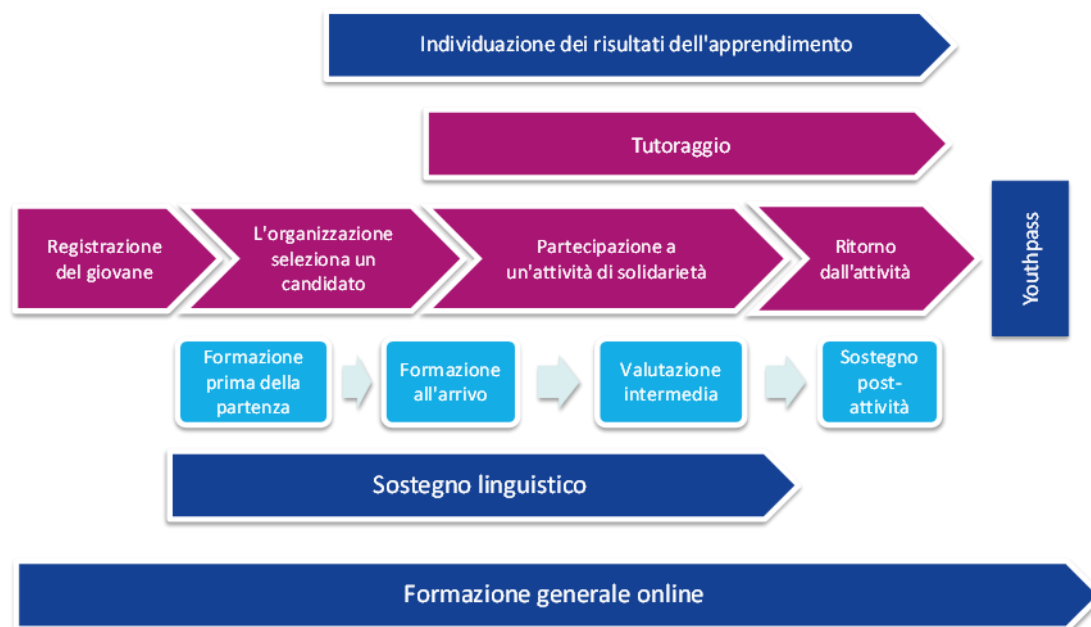 Individuazione dei risultati dell'apprendimento
Tutoraggio
Registrazione
del giovane
L'organizzazione
seleziona un
candidato
Partecipazione a
un'attività di solidarietà
Ritorno
dall'attività
Youthpass
Formazione
prima della
partenza
Formazione
all'arrivo
Valutazione
intermedia
Sostegno
post-
attività
Sostegno linguistico
Formazione generale online